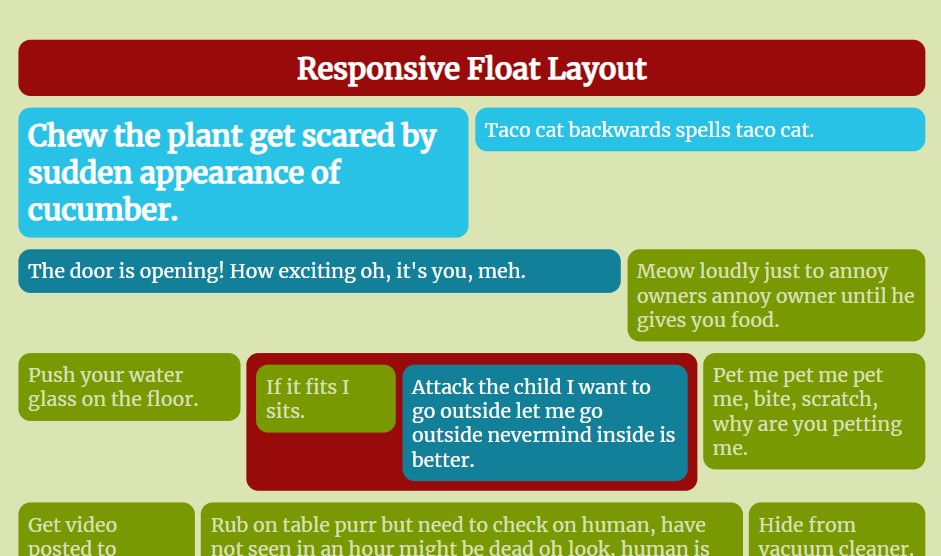 Responsive Float Layout
Chew the plant get scared by
sudden appearance of
cucumber.
Taco cat backwards spells taco cat.
The door is opening! How exciting oh, it's you, meh.
Meow loudly just to annoy
owners annoy owner until he
gives you food.
Push your water
glass on the floor.
If it fits I
sits.
Attack the child I want to
go outside let me go
outside nevermind inside is
better.
Pet me pet me pet
me, bite, scratch,
why are you petting
me.
Get video
posted to
Rub on table purr but need to check on human, have
not seen in an hour might be dead oh look, human is
Hide from
vacuum cleaner.